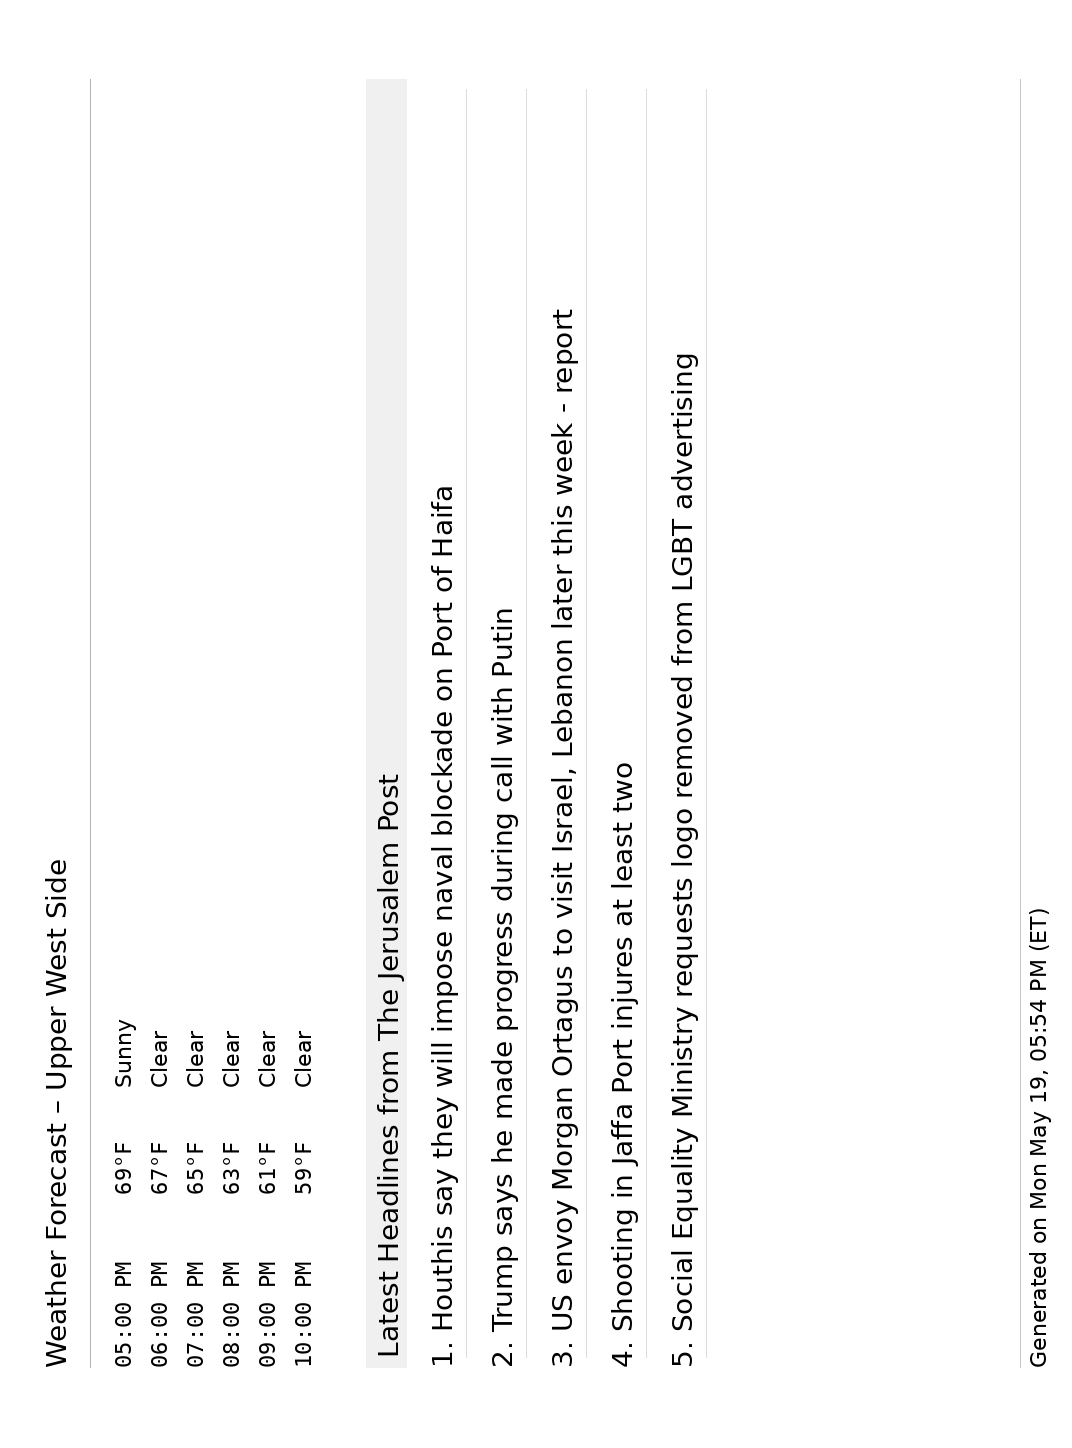 Weather Forecast – Upper West Side
05:00 PM 69°F Sunny
06:00 PM 67°F Clear
07:00 PM 65°F Clear
08:00 PM 63°F Clear
09:00 PM 61°F Clear
10:00 PM 59°F Clear
Latest Headlines from The Jerusalem Post
1. Houthis say they will impose naval blockade on Port of Haifa
2. Trump says he made progress during call with Putin
3. US envoy Morgan Ortagus to visit Israel, Lebanon later this week - report
4. Shooting in Jaffa Port injures at least two
5. Social Equality Ministry requests logo removed from LGBT advertising
Generated on Mon May 19, 05:54 PM (ET)